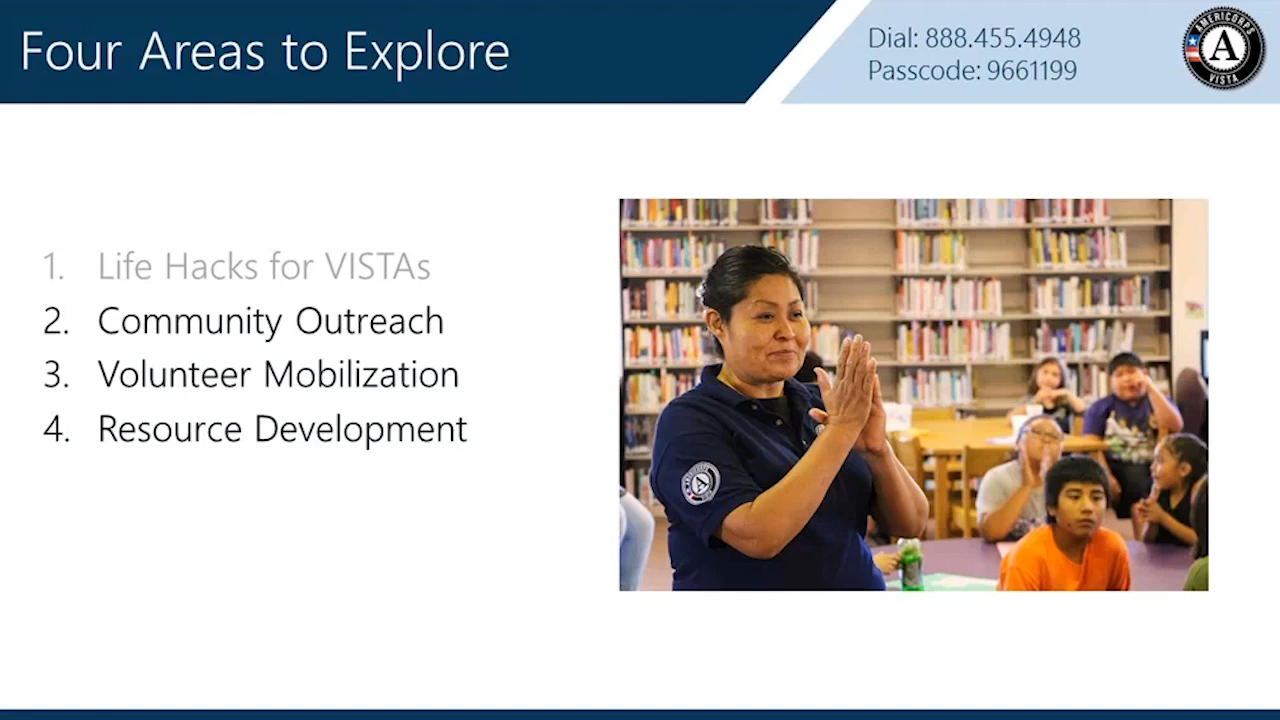 Four Areas to Explore
Dial: 888.455.4948
Passcode: 9661199
AMERICORPS
A
VISTA
1. Life Hacks for VISTAs
2. Community Outreach
3. Volunteer Mobilization
4. Resource Development
A